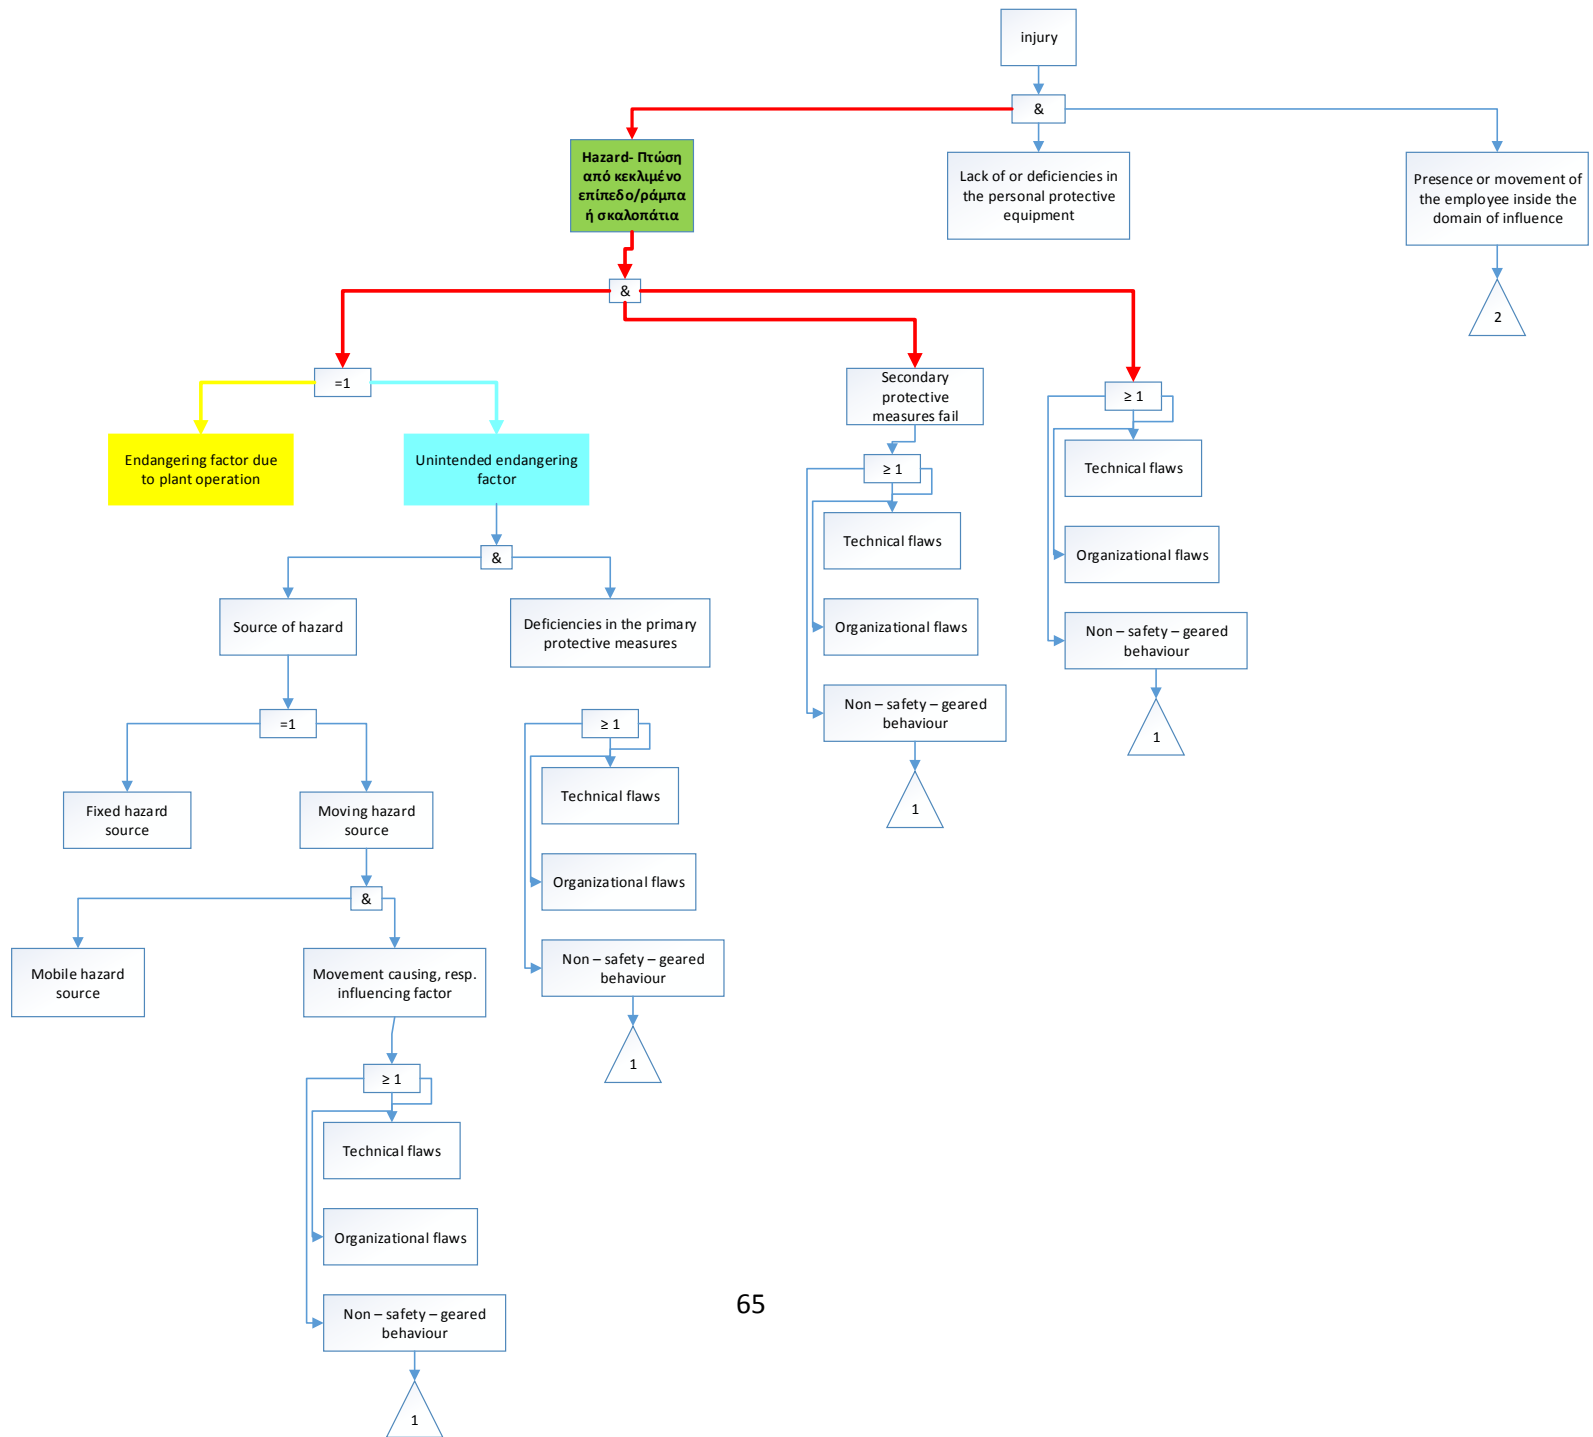 injury
&
Hazard- Πτώση
από κεκλιμένο
επίπεδο/ράμπα
ή σκαλοπάτια
Lack of or deficiencies in
the personal protective
equipment
Presence or movement of
the employee inside the
domain of influence
2
&
=1
Secondary
protective
measures fail
≥ 1
Endangering factor due
to plant operation
Unintended endangering
factor
≥ 1
Technical flaws
Organizational flaws
Non – safety – geared
behaviour
1
Technical flaws
Organizational flaws
Non – safety – geared
behaviour
1
&
Source of hazard
Deficiencies in the primary
protective measures
=1
≥ 1
Fixed hazard
source
Moving hazard
source
Technical flaws
Organizational flaws
Non – safety – geared
behaviour
1
&
Mobile hazard
source
Movement causing, resp.
influencing factor
≥ 1
Technical flaws
Organizational flaws
Non – safety – geared
behaviour
1
65